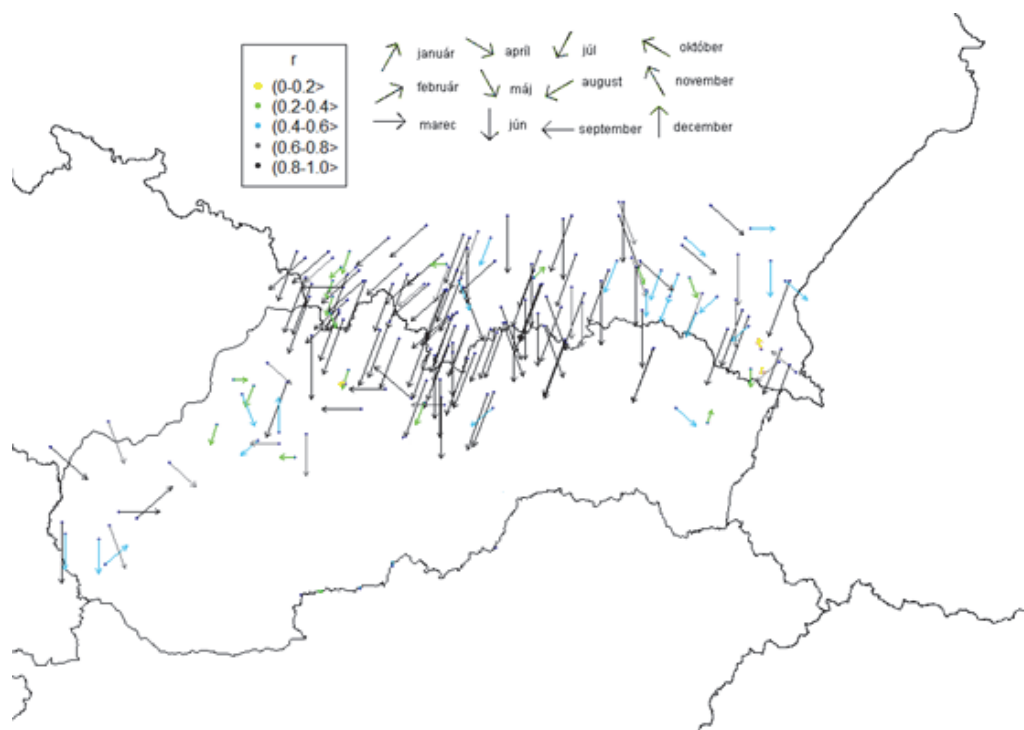 r
(0-0.2>
(0.2-0.4>
(0.4-0.6>
(0.6-0.8>
(0.8-1.0>
január apríl júl október
február máj august november
marec jún september december